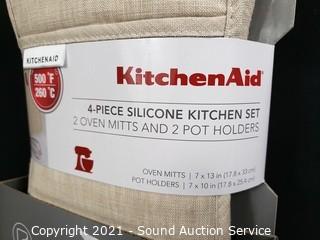 KITCHENAID
500 °F
260 °C
KitchenAid®
4-PIECE SILICONE KITCHEN SET
2 OVEN MITTS AND 2 POT HOLDERS
OVEN MITTS | 7 x 13 in (17.8 x 33 cm)
POT HOLDERS | 7 x 10 in (17.8 x 25.4 cm)
Copyright 2021 - Sound Auction Service